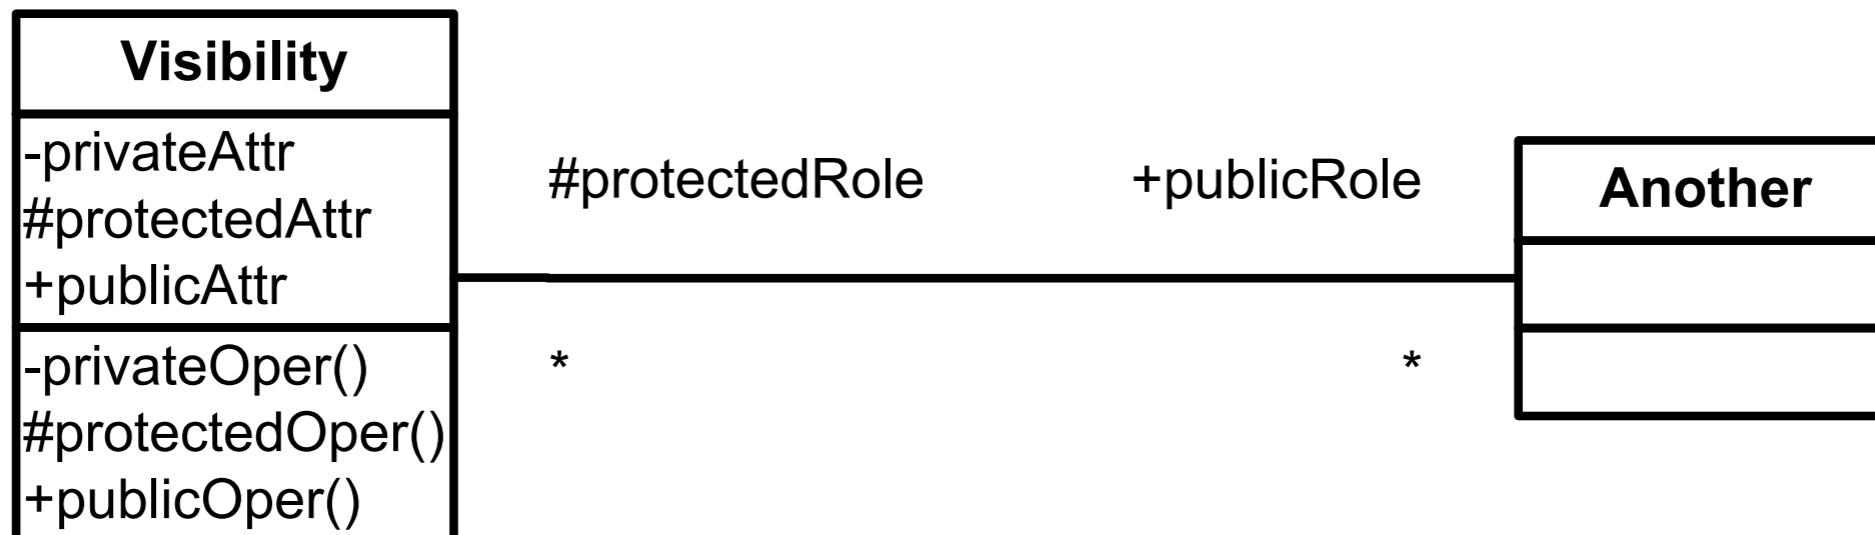 Visibility
-privateAttr
#protectedAttr
+publicAttr
-privateOper()
#protectedOper()
+publicOper()
#protectedRole
+publicRole
*
*
Another